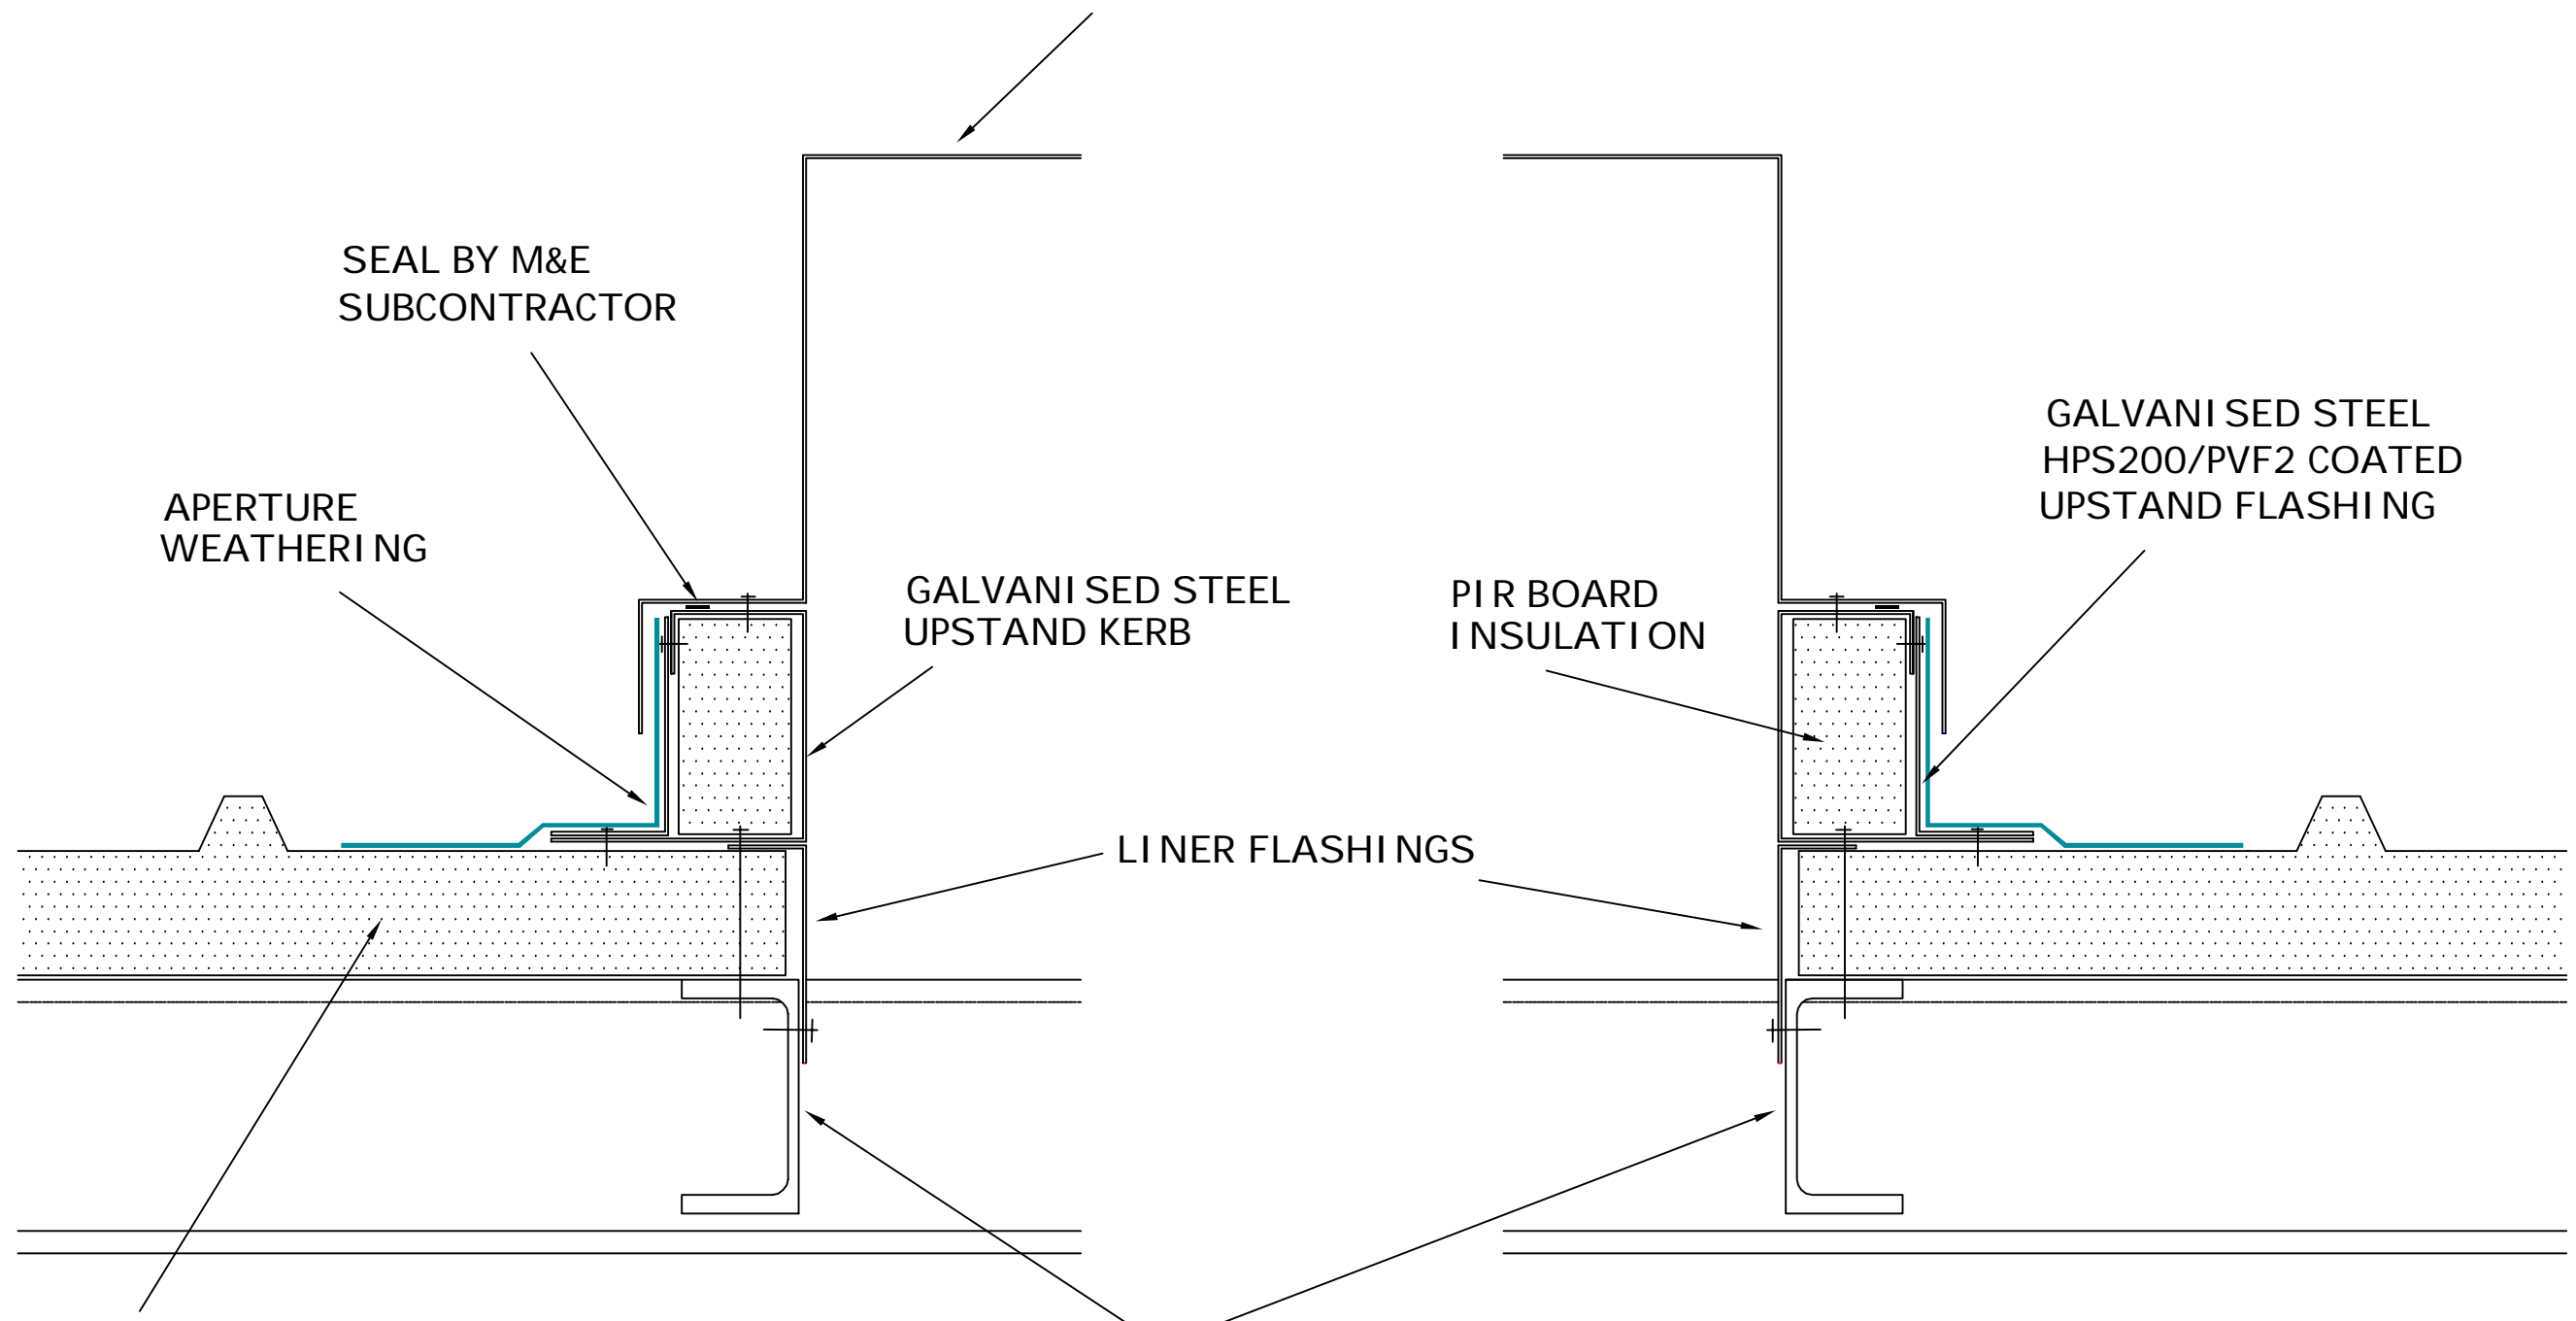 SEAL BY M&E
SUBCONTRACTOR
APERTURE
WEATHERING
GALVANISED STEEL
UPSTAND KERB
PIR BOARD
INSULATION
GALVANISED STEEL
HPS200/PVF2 COATED
UPSTAND FLASHING
LINER FLASHINGS